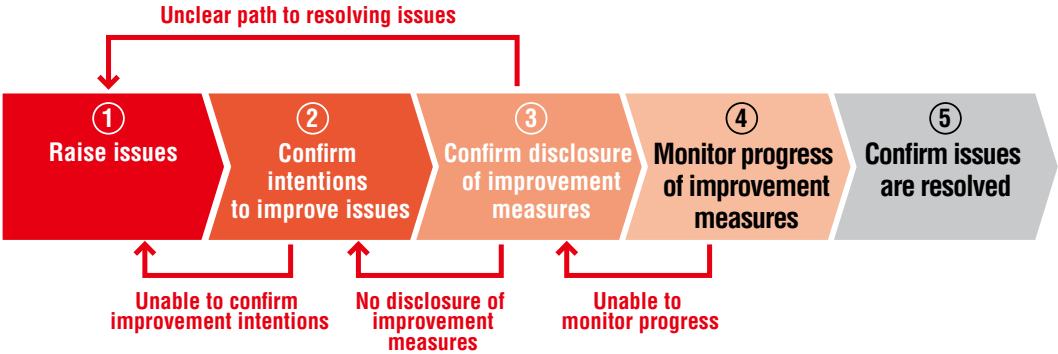 Unclear path to resolving issues
①
Raise issues
②
Confirm
intentions
to improve issues
③
Confirm disclosure
of improvement
measures
④
Monitor progress
of improvement
measures
⑤
Confirm issues
are resolved
Unable to confirm
improvement intentions
No disclosure of
improvement
measures
Unable to
monitor progress